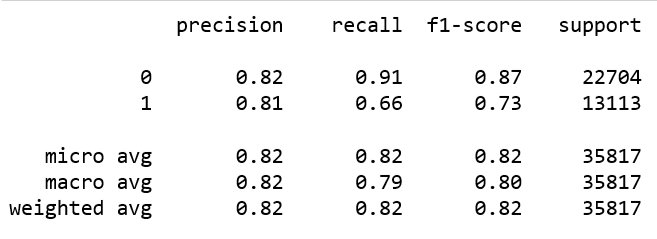 precision recall f1-score support
0 0.82 0.91 0.87 22704
1 0.81 0.66 0.73 13113
micro avg 0.82 0.82 0.82 35817
macro avg 0.82 0.79 0.80 35817
weighted avg 0.82 0.82 0.82 35817